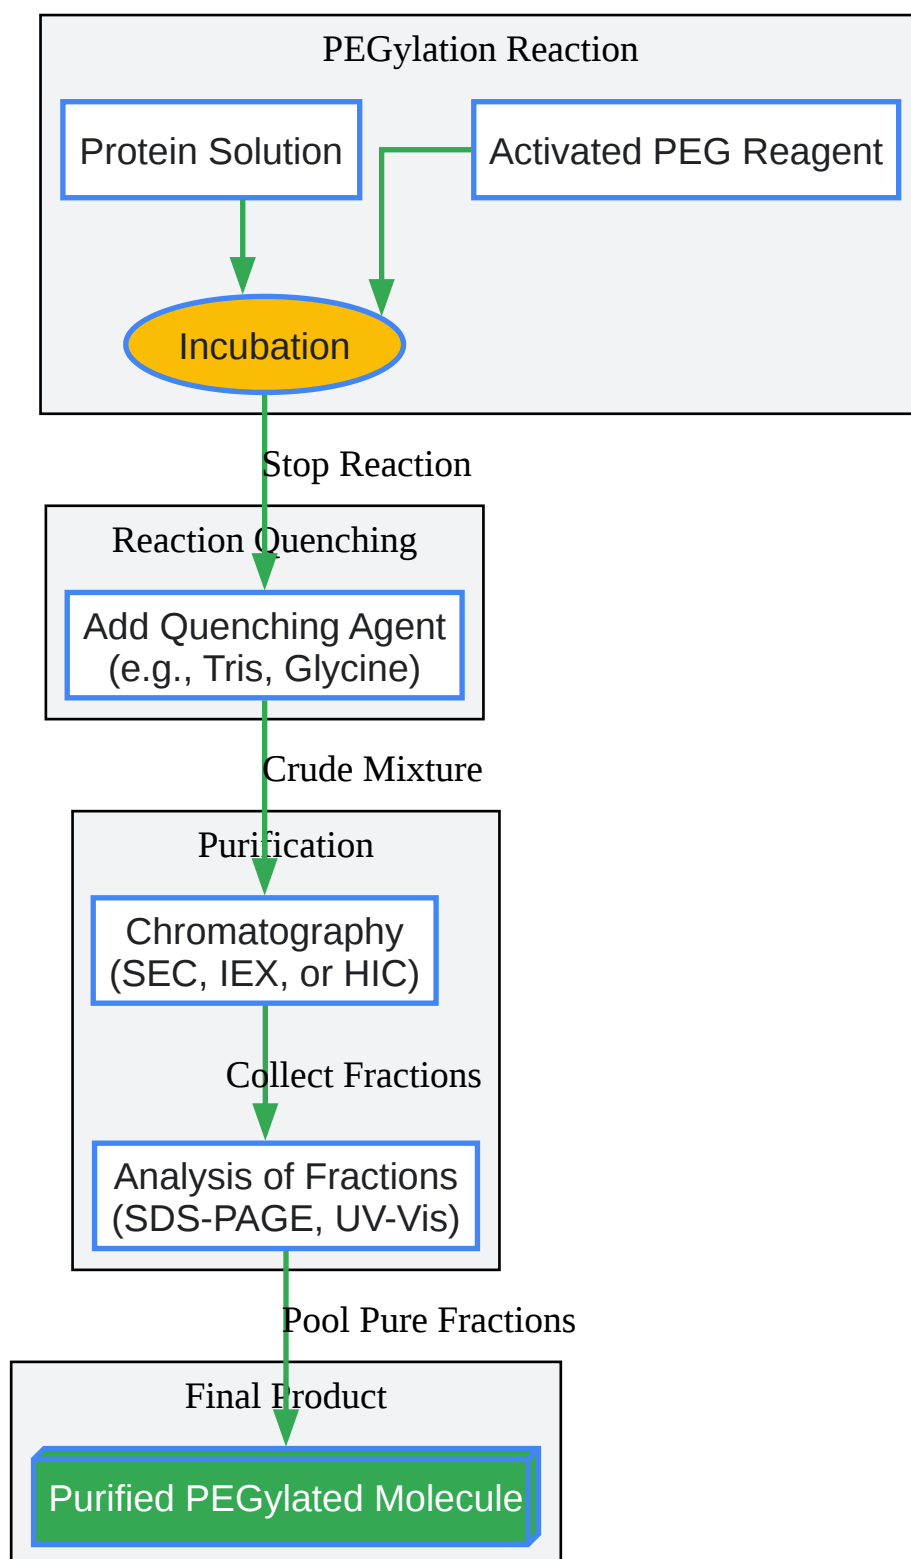 PEGylation Reaction
Protein Solution
Activated PEG Reagent
Incubation
Stop Reaction
Reaction Quenching
Add Quenching Agent
(e.g., Tris, Glycine)
Crude Mixture
Purification
Chromatography
(SEC, IEX, or HIC)
Collect Fractions
Analysis of Fractions
(SDS-PAGE, UV-Vis)
Pool Pure Fractions
Final Product
Purified PEGylated Molecule